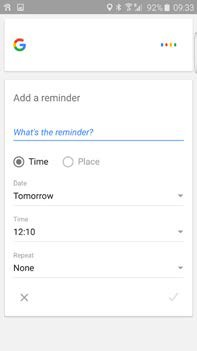 92% 09:33
G
Add a reminder
What's the reminder?
Time Place
Date
Tomorrow
Time
12:10
Repeat
None